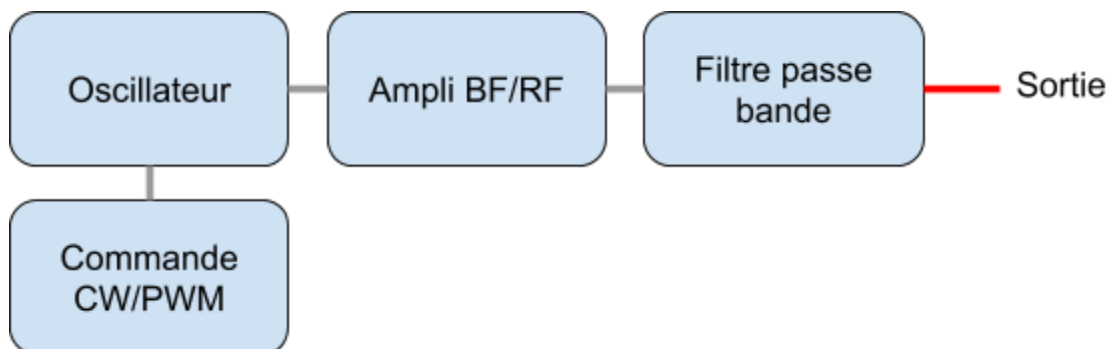 Oscillateur
Ampli BF/RF
Filtre passe
bande
Sortie
Commande
CW/PWM